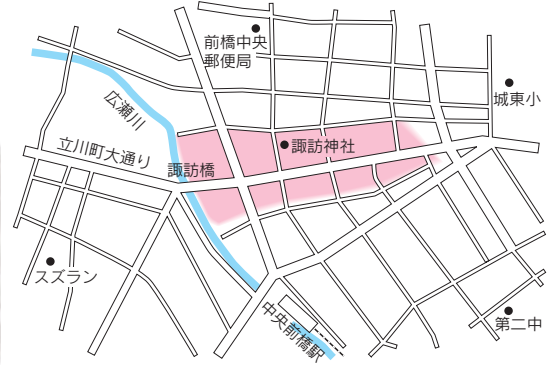 前橋中央
郵便局
城東小
広瀬川
立川町大通り
諏訪橋
諏訪神社
スズラン
中央前橋駅
第二中